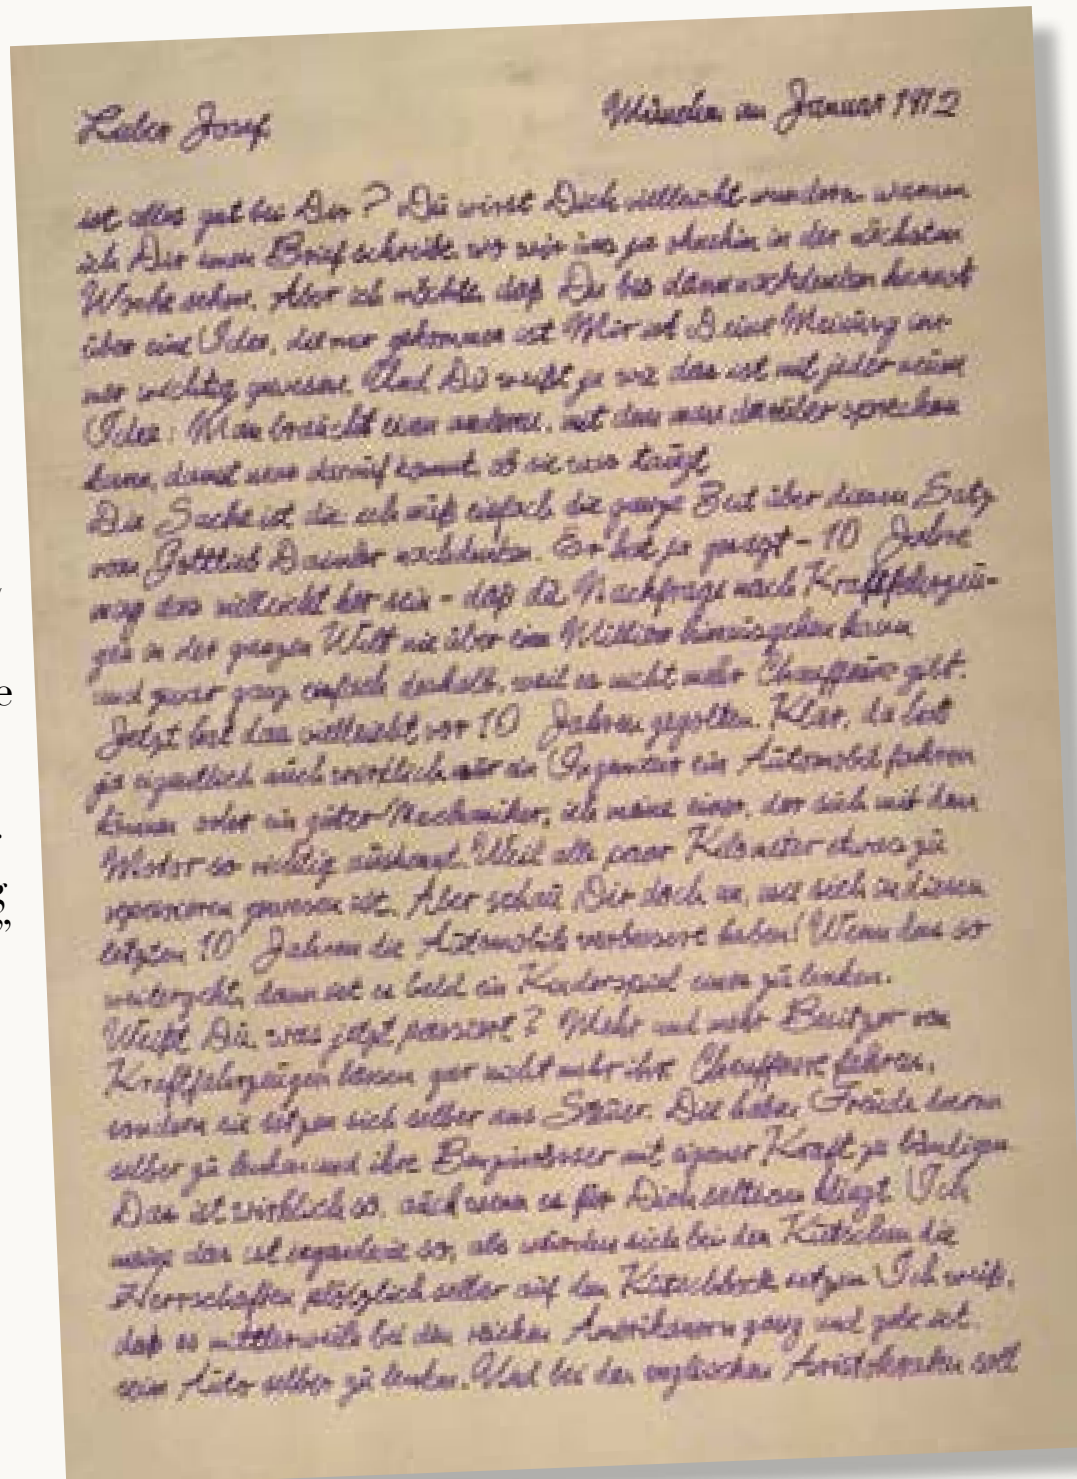 Lieber Josef,
München im Januar 1912
ist alles gut bei Dir? Du wirst Dich vielleicht wundern, warum
ich Dir einen Brief schreibe, wo wir uns ja ohnehin in der nächsten
Woche sehen. Aber ich möchte, daß Du bis dann nachdenken kannst
über eine Idee, die mir gekommen ist. Mir ist Deine Meinung im-
mer wichtig gewesen. Und Du weißt ja wie das ist mit jeder neuen
Idee: Man braucht einen anderen, mit dem man darüber sprechen
kann, damit man darauf kommt, ob sie was taugt.
Die Sache ist die, ich muß einfach die ganze Zeit über diesen Satz
vom Gottlieb Daimler nachdenken. Er hat ja gesagt – 10 Jahre
mag das vielleicht her sein – daß die Nachfrage nach Kraftfahrzeu-
gen in der ganzen Welt nie über eine Million hinausgehen kann
und zwar ganz einfach deshalb, weil es nicht mehr Chauffeure gibt.
Jetzt hat das vielleicht vor 10 Jahren gegolten. Klar, da hat
ja eigentlich auch wirklich nur ein Ingenieur ein Automobil fahren
können oder ein guter Mechaniker, ich meine einer, der sich mit dem
Motor so richtig auskennt. Weil alle paar Kilometer etwas zu
reparieren gewesen ist. Aber schau Dir doch an, wie sich in diesen
letzten 10 Jahren die Automobile verbessert haben! Wenn das so
weitergeht, dann ist es bald ein Kinderspiel einen zu lenken.
Weißt Du, was jetzt passiert? Mehr und mehr Besitzer von
Kraftfahrzeugen lassen gar nicht mehr ihre Chauffeure fahren,
sondern sie setzen sich selber ans Steuer. Die haben Freude daran
selber zu lenken und ihre Benzinrösser mit eigener Kraft zu bändigen.
Das ist wirklich so, auch wenn es für Dich seltsam klingt. Ich
meine das ist irgendwie so, als würden sich bei den Kutschen die
Herrschaften plötzlich selber auf den Kutschbock setzen. Ich weiß,
daß es mittlerweile bei den reichen Amerikanern gang und gäbe ist,
sein Auto selber zu lenken. Und bei den englischen Aristokraten soll
e
g
”